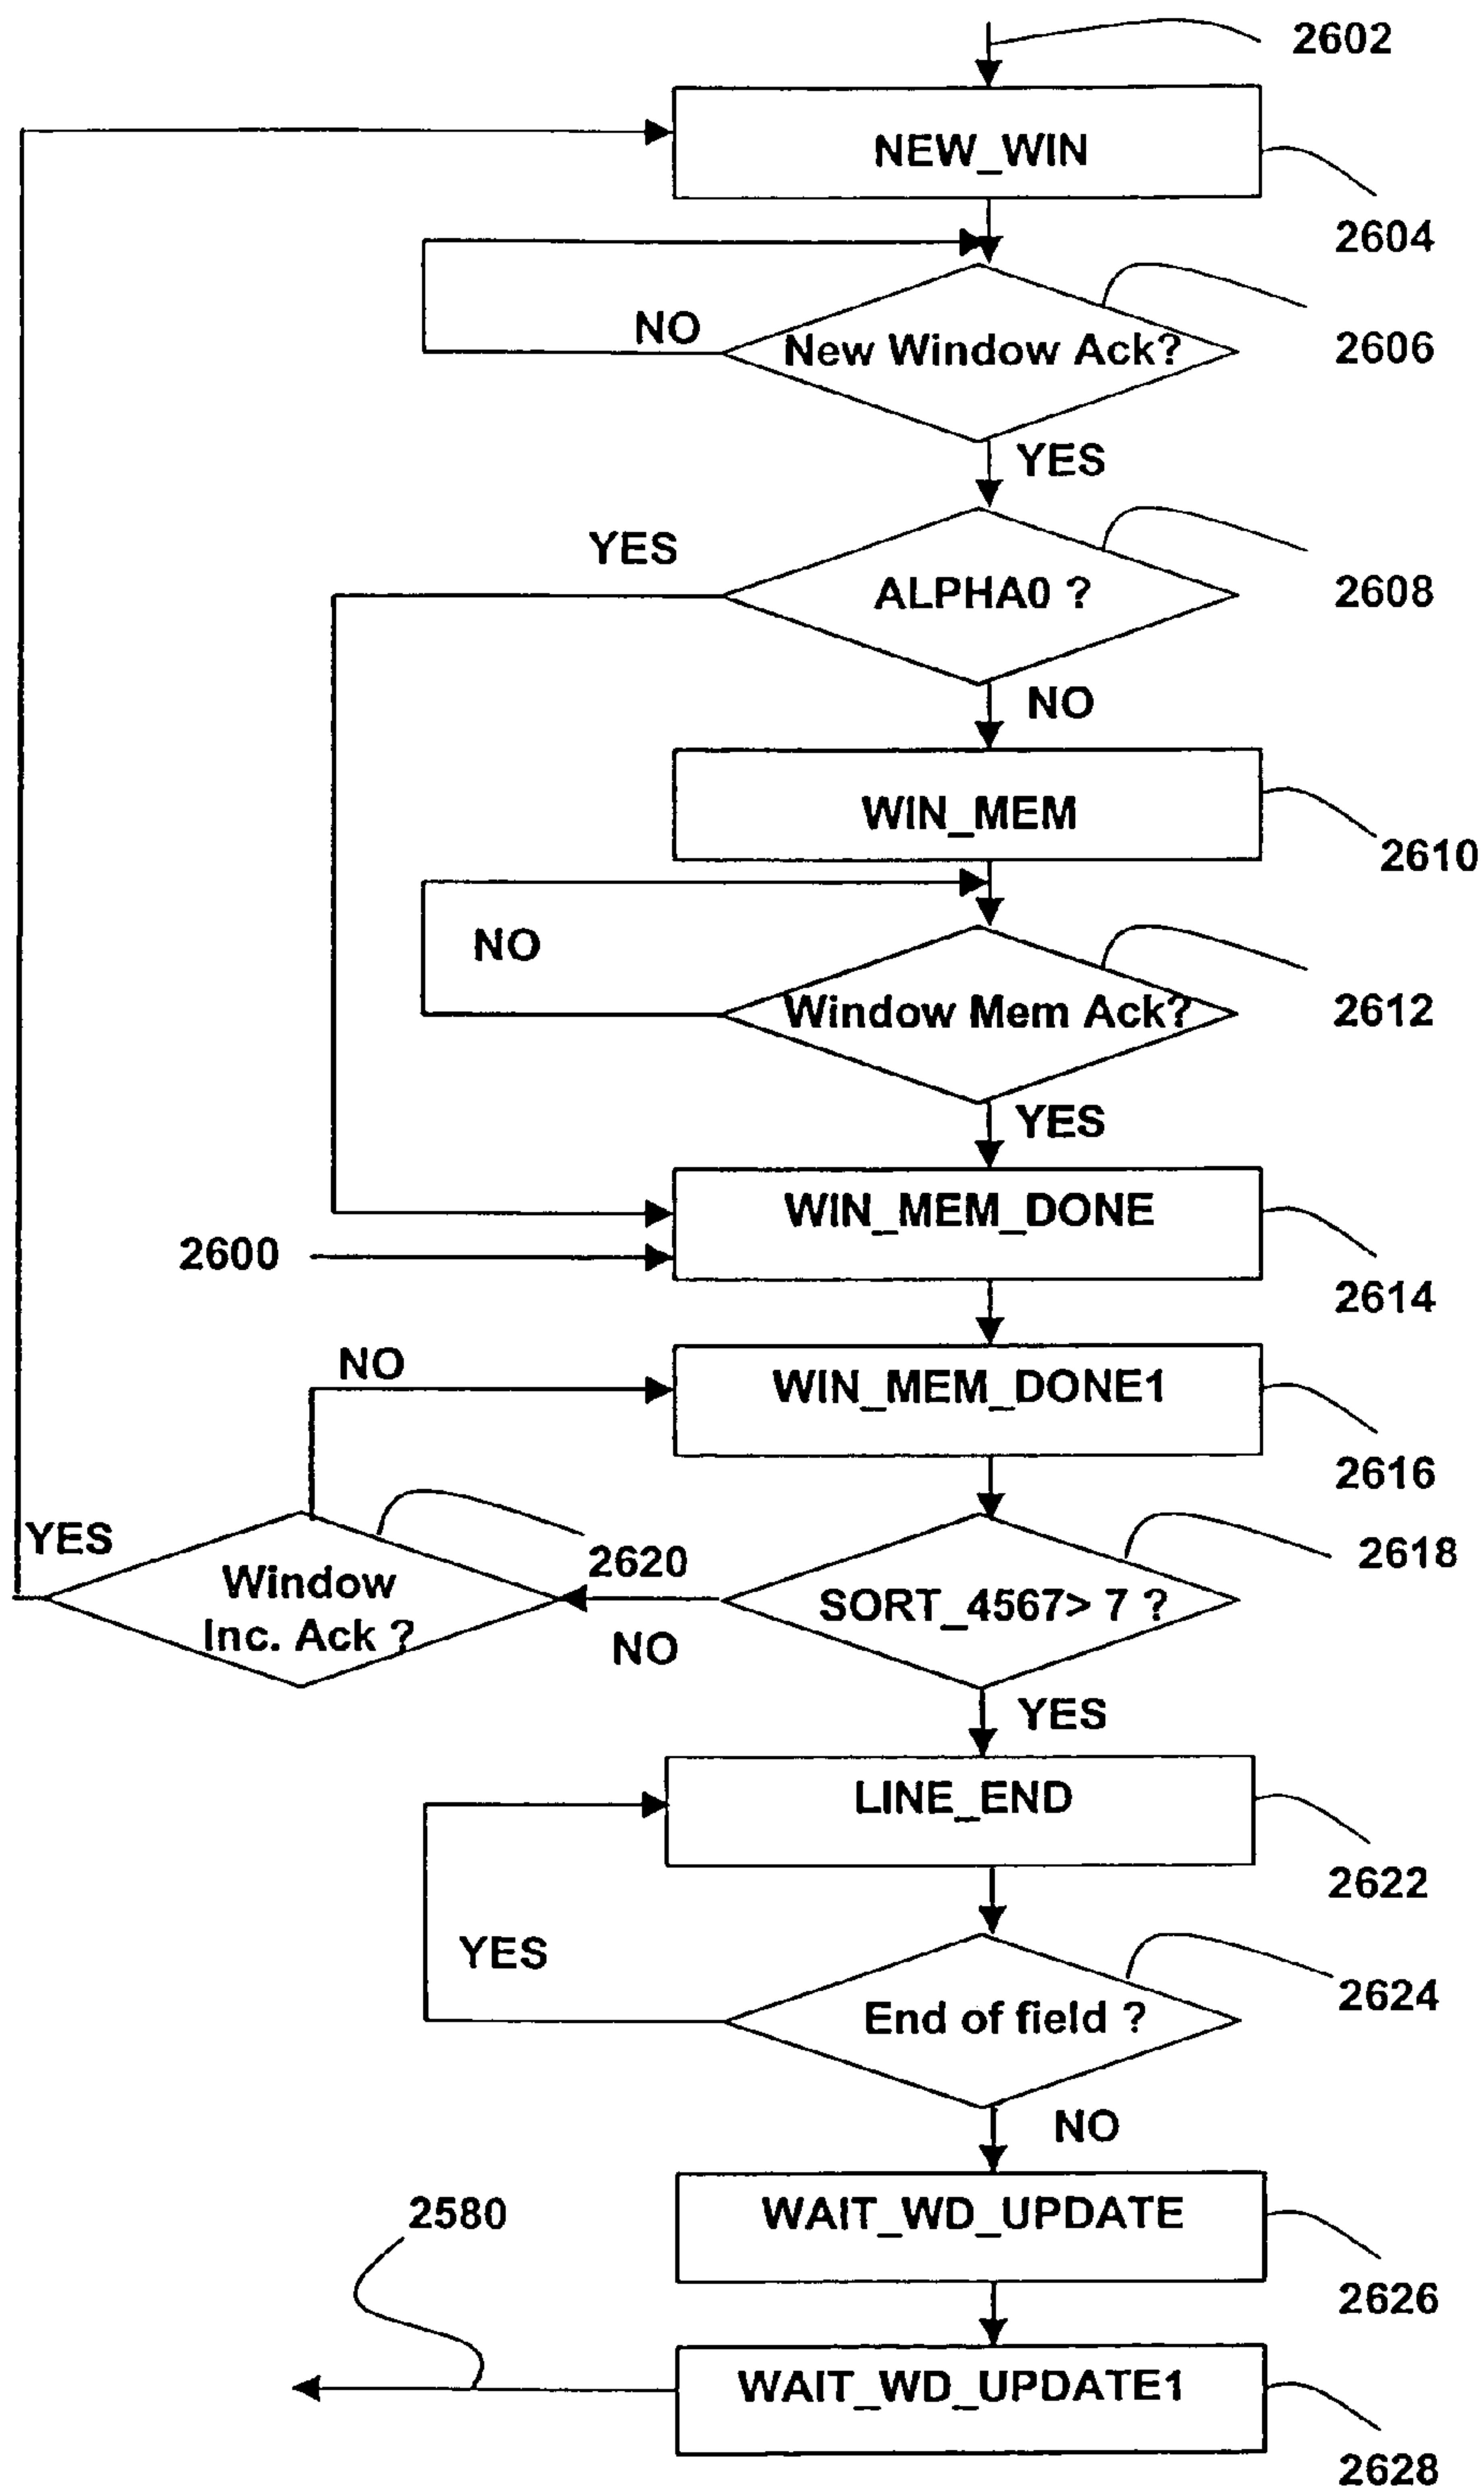 2602
NEW_WIN
2604
NO
New Window Ack?
2606
YES
YES
ALPHA0 ?
2608
NO
WIN_MEM
2610
NO
Window Mem Ack?
2612
YES
WIN_MEM_DONE
2600
2614
NO
WIN_MEM_DONE1
2616
YES
2620
2618
Window
Inc. Ack ?
SORT_4567> 7 ?
NO
YES
LINE_END
2622
YES
2624
End of field ?
NO
2580
WAIT_WD_UPDATE
2626
WAIT_WD_UPDATE1
2628